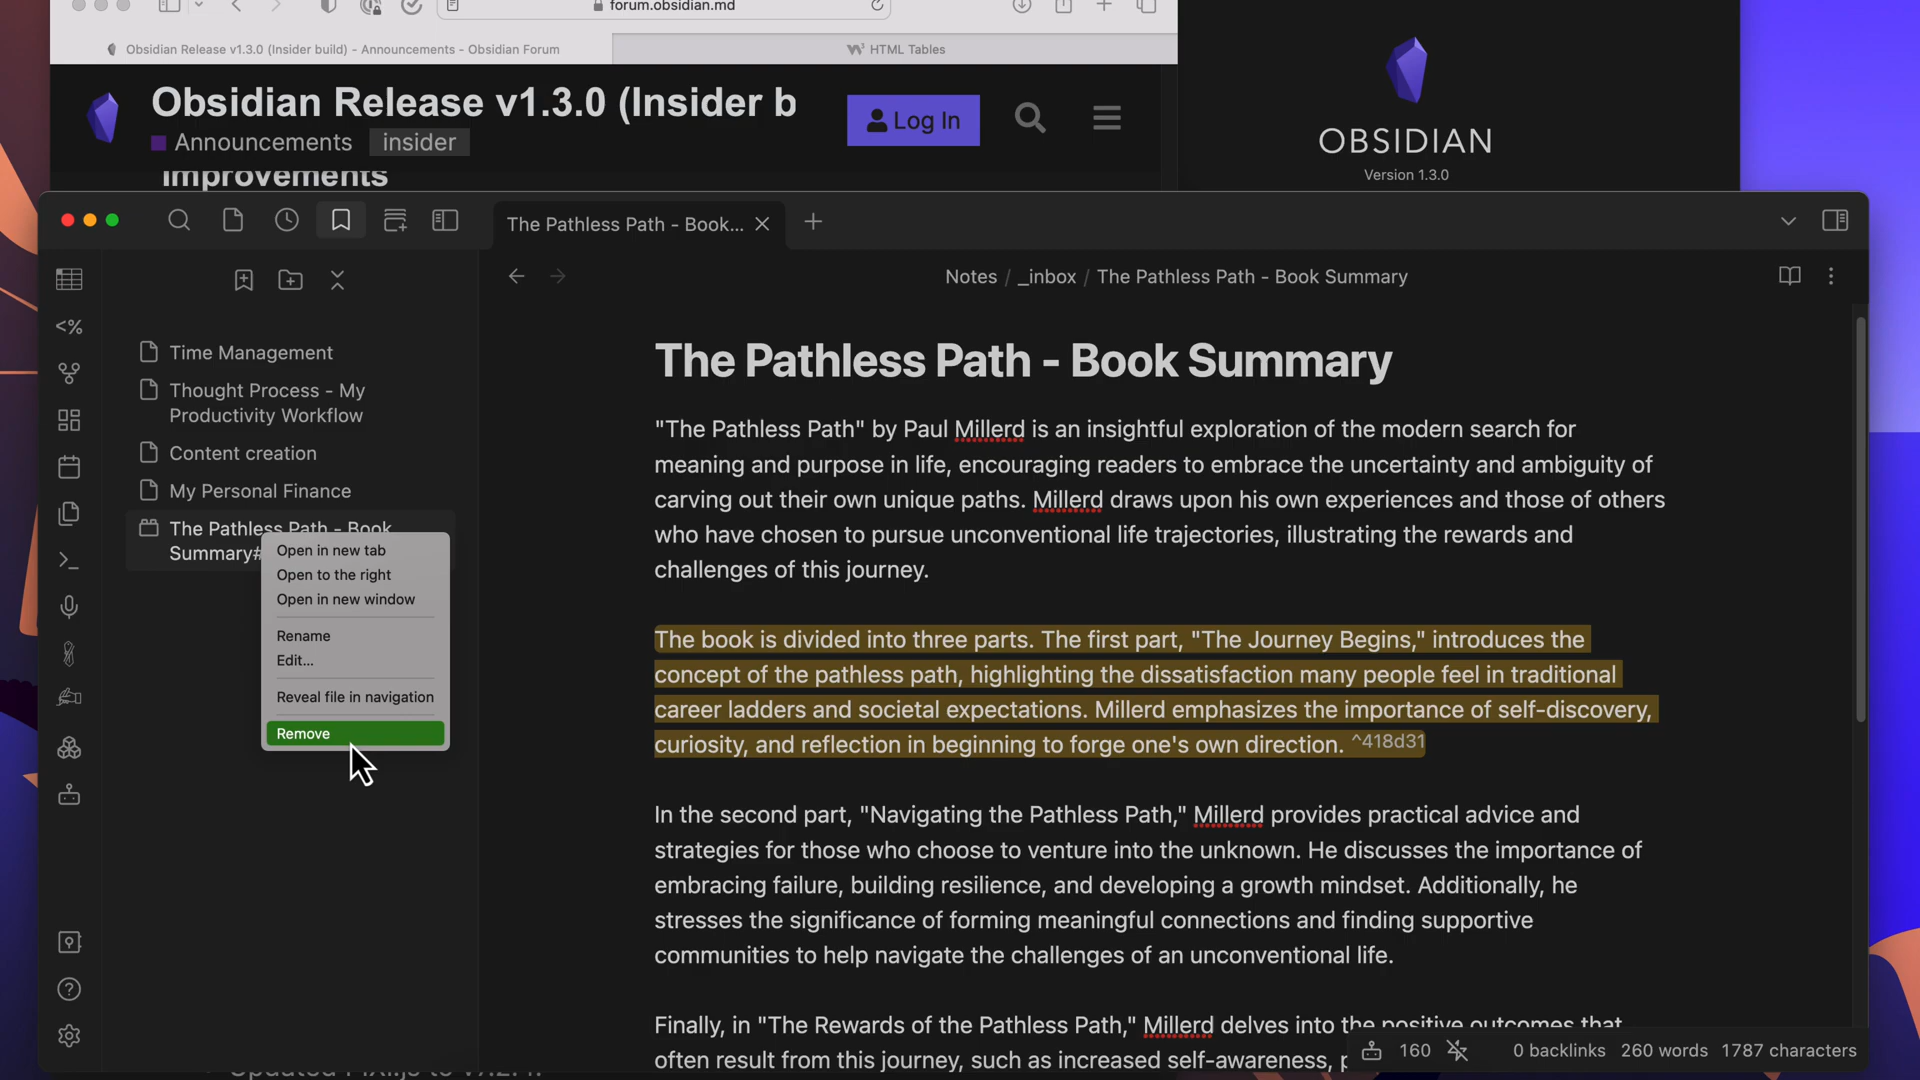 forum.obsidian.md
Obsidian Release v1.3.0 (Insider build) - Announcements - Obsidian Forum
HTML Tables
Obsidian Release v1.3.0 (Insider b
Announcements
insider
Log In
Improvements
OBSIDIAN
Version 1.3.0
The Pathless Path - Book...
Notes / _inbox / The Pathless Path - Book Summary
Time Management
Thought Process - My
Productivity Workflow
Content creation
My Personal Finance
The Pathless Path - Book
Summary#
Open in new tab
Open to the right
Open in new window
Rename
Edit...
Reveal file in navigation
Remove
The Pathless Path - Book Summary
"The Pathless Path" by Paul Millerd is an insightful exploration of the modern search for
meaning and purpose in life, encouraging readers to embrace the uncertainty and ambiguity of
carving out their own unique paths. Millerd draws upon his own experiences and those of others
who have chosen to pursue unconventional life trajectories, illustrating the rewards and
challenges of this journey.
The book is divided into three parts. The first part, "The Journey Begins," introduces the
concept of the pathless path, highlighting the dissatisfaction many people feel in traditional
career ladders and societal expectations. Millerd emphasizes the importance of self-discovery,
curiosity, and reflection in beginning to forge one's own direction. ^418d31
In the second part, "Navigating the Pathless Path," Millerd provides practical advice and
strategies for those who choose to venture into the unknown. He discusses the importance of
embracing failure, building resilience, and developing a growth mindset. Additionally, he
stresses the significance of forming meaningful connections and finding supportive
communities to help navigate the challenges of an unconventional life.
Finally, in "The Rewards of the Pathless Path," Millerd delves into the positive outcomes that
often result from this journey, such as increased self-awareness,
160
0 backlinks 260 words 1787 characters